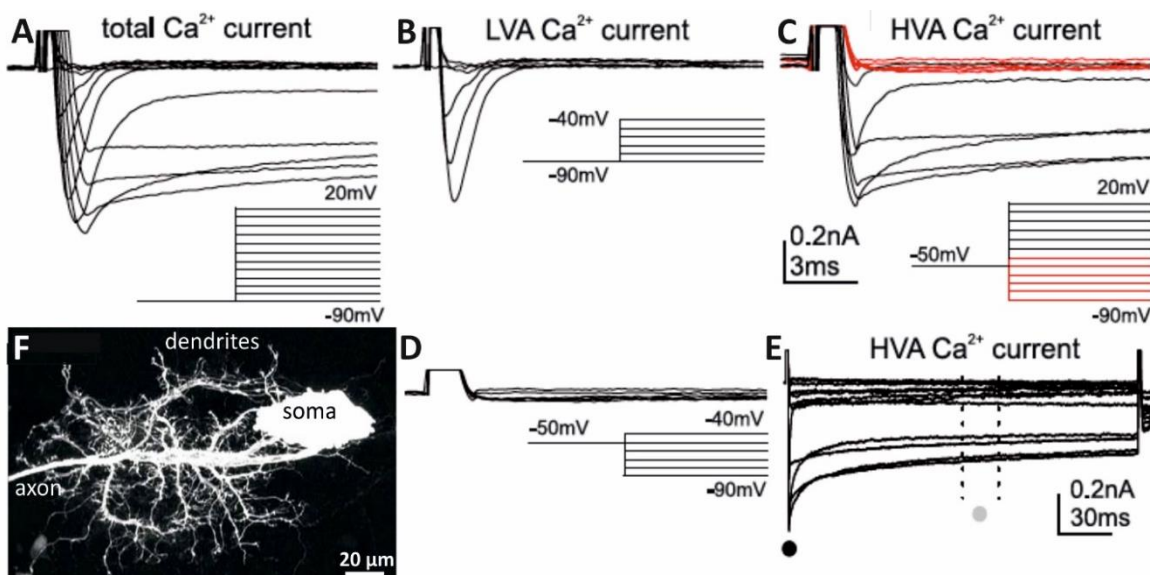 A
total Ca²⁺ current
20mV
-90mV
B
LVA Ca²⁺ current
-40mV
-90mV
C
HVA Ca²⁺ current
20mV
-50mV
-90mV
0.2nA
3ms
F
dendrites
soma
axon
20 µm
D
-50mV
-40mV
-90mV
E
HVA Ca²⁺ current
0.2nA
30ms